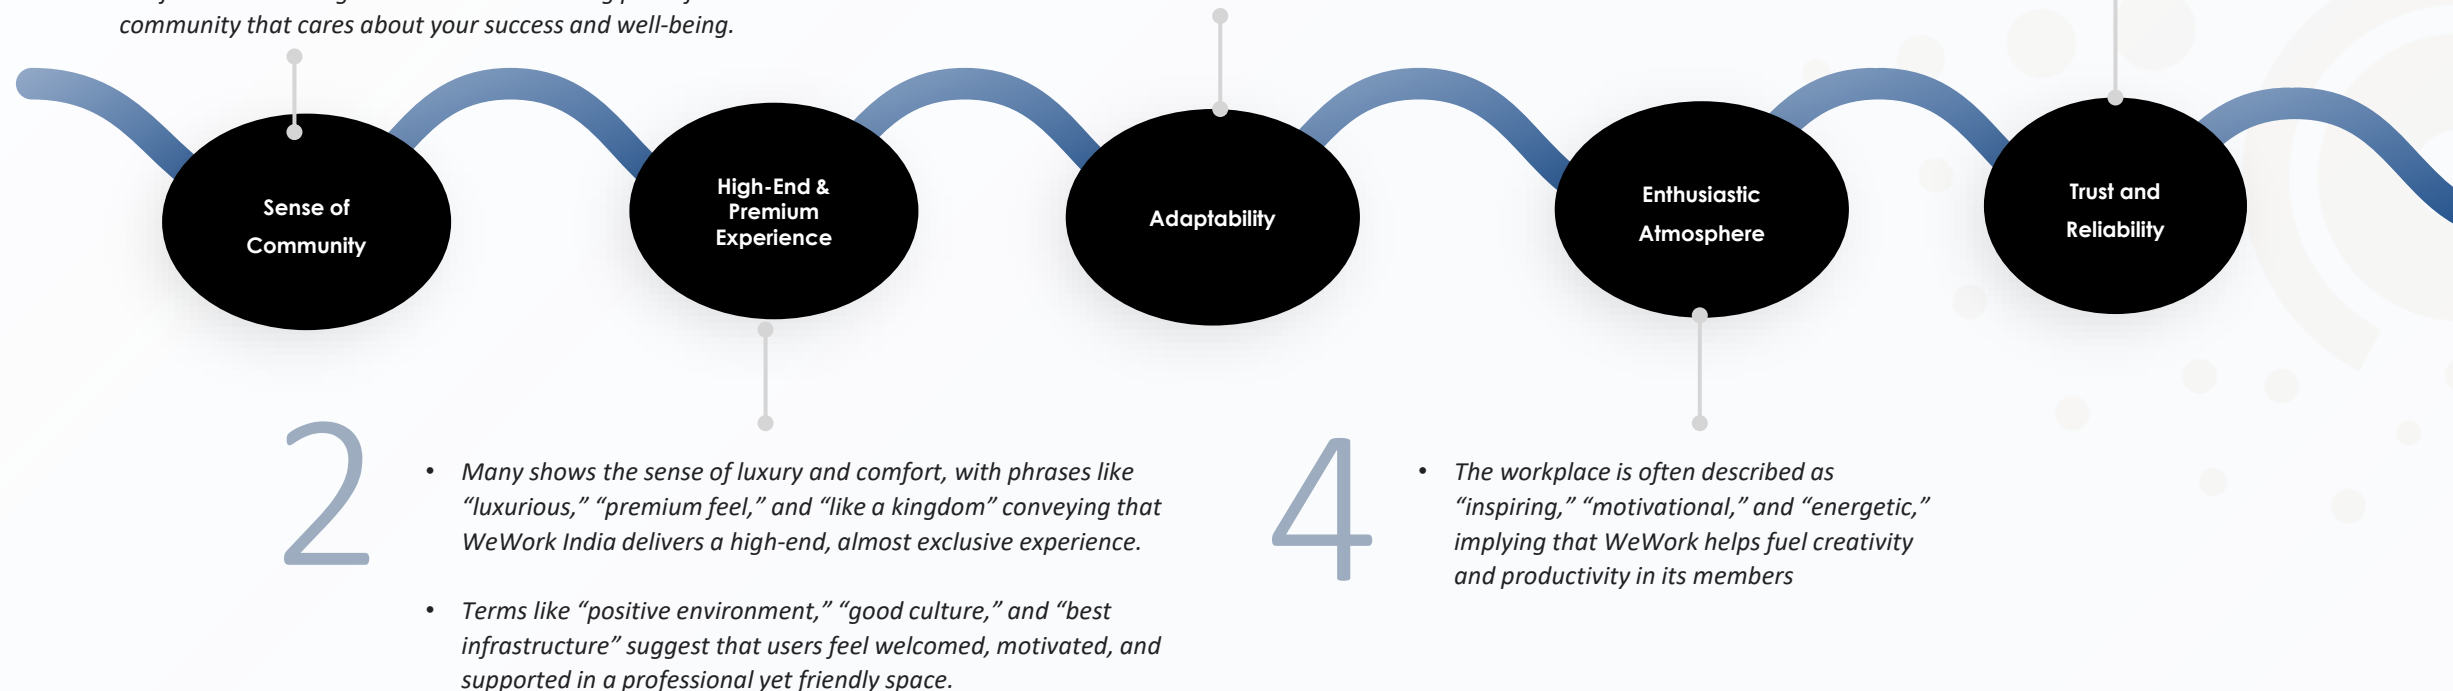 community that cares about your success and well-being.
Sense of
Community
High-End &
Premium
Experience
Adaptability
Enthusiastic
Atmosphere
Trust and
Reliability
2
• Many shows the sense of luxury and comfort, with phrases like
“luxurious,” “premium feel,” and “like a kingdom” conveying that
WeWork India delivers a high-end, almost exclusive experience.
• Terms like “positive environment,” “good culture,” and “best
infrastructure” suggest that users feel welcomed, motivated, and
supported in a professional yet friendly space.
4
• The workplace is often described as
“inspiring,” “motivational,” and “energetic,”
implying that WeWork helps fuel creativity
and productivity in its members